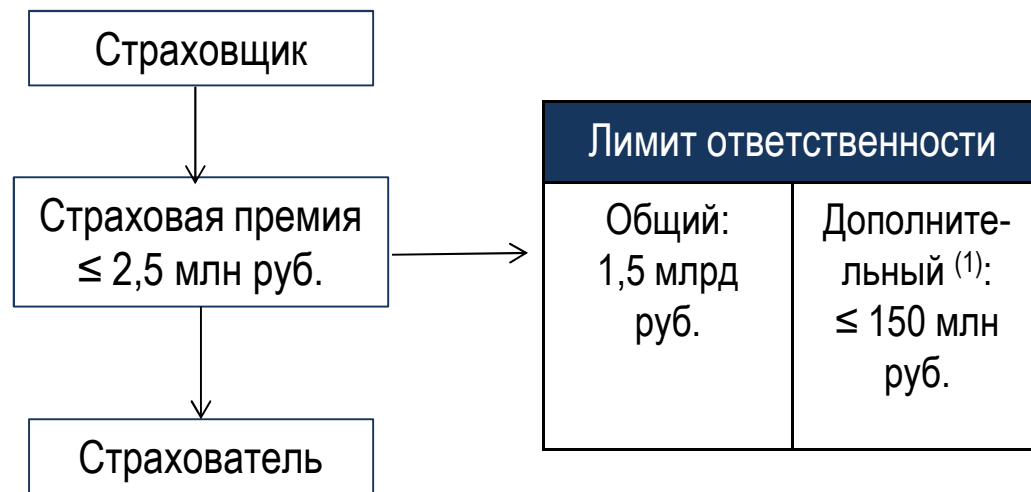 Страховщик
Страховая премия
≤ 2,5 млн руб.
Страхователь
Лимит ответственности
Общий:
1,5 млрд
руб.
Дополните-
льный (1):
≤ 150 млн
руб.